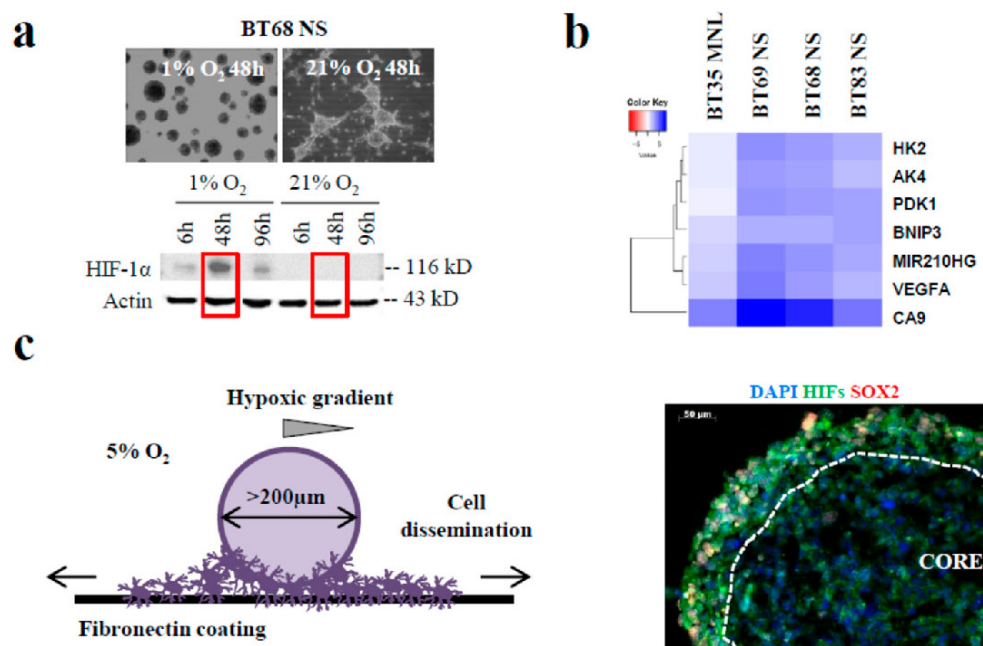 a
BT68 NS
1% O2 48h
21% O2 48h
1% O2
21% O2
6h
48h
96h
6h
48h
96h
HIF-1α
-- 116 kD
Actin
-- 43 kD
b
BT35 MNL
BT69 NS
BT68 NS
BT83 NS
Color Key
Value
HK2
AK4
PDK1
BNIP3
MIR210HG
VEGFA
CA9
c
Hypoxic gradient
5% O2
>200µm
Cell
dissemination
Fibronectin coating
DAPI HIFs SOX2
50 µm
CORE